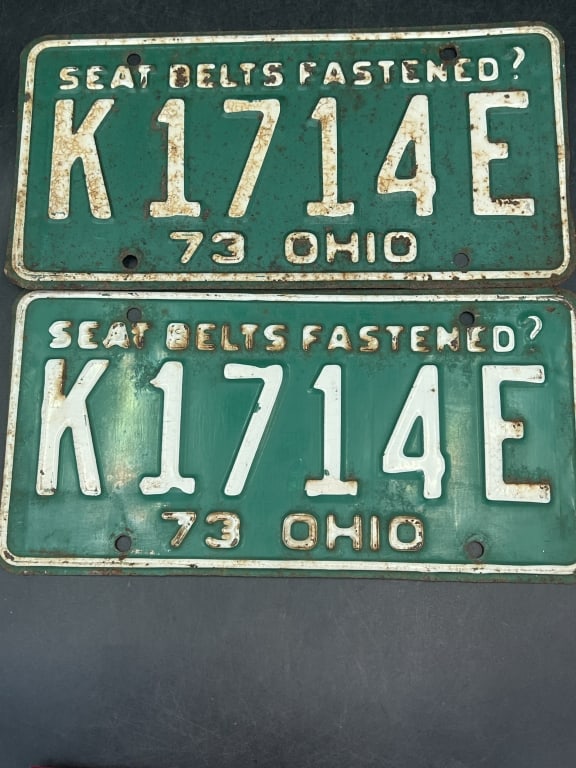 SEAT BELTS FASTENED?
K1714E
73 OHIO
SEAT BELTS FASTENED?
K1714E
73 OHIO